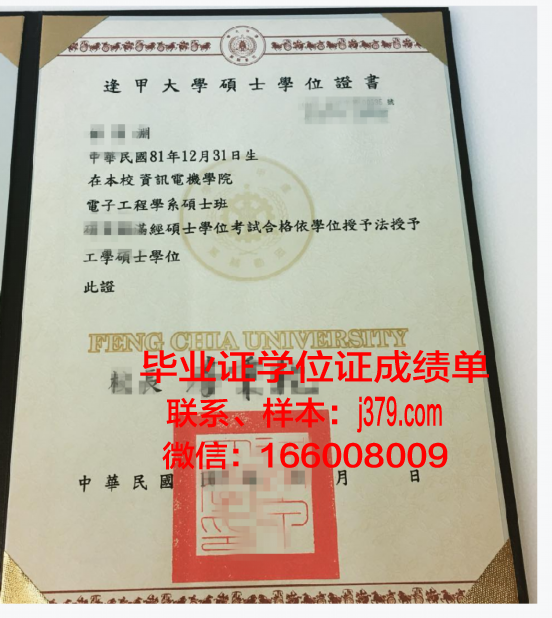 逢甲大學碩士學位證書
號
中華民國81年12月31日生
在本校資訊電機學院
電子工程學系碩士班
經碩士學位考試合格依學位授予法授予
工學碩士學位
此證
FENG CHIA UNIVERSITY
毕业证学位证成绩单
校長
联系、样本：j379.com
微信：166008009
中華民國 月 日